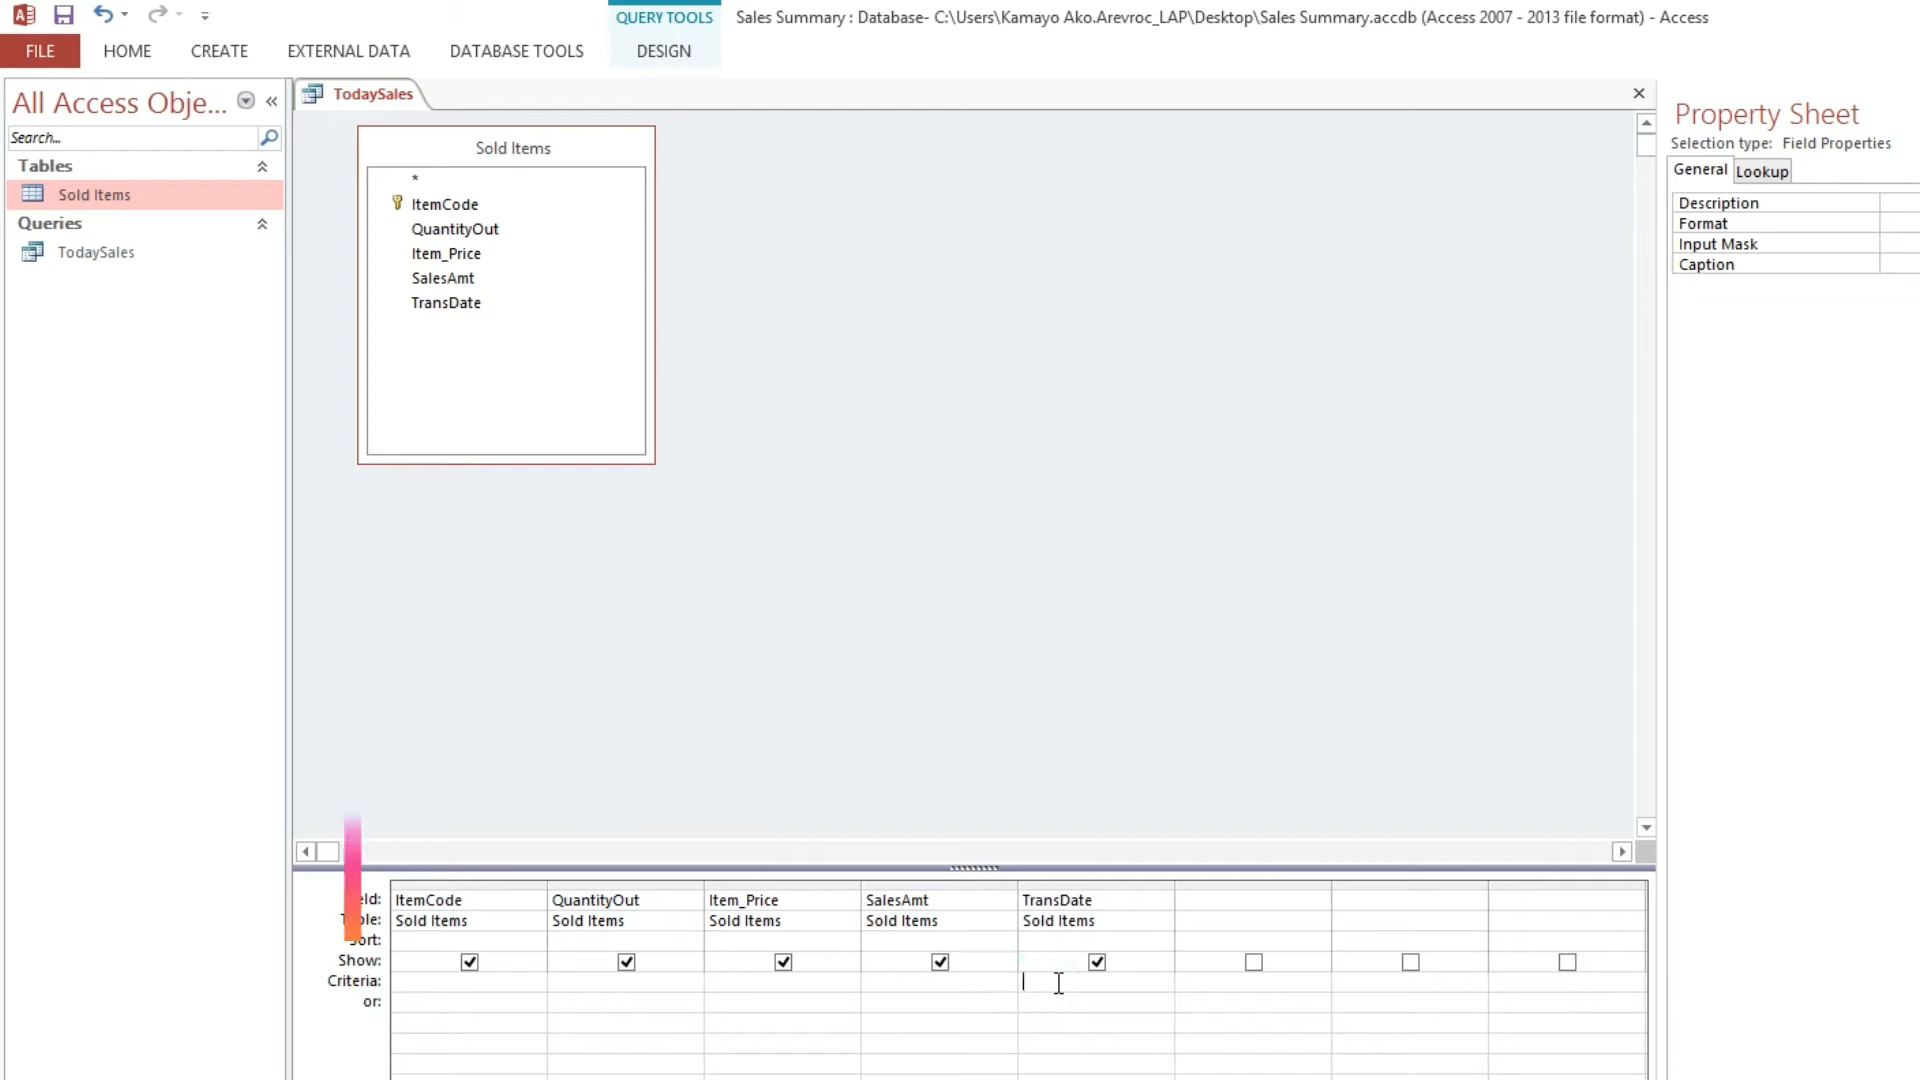 QUERY TOOLS
Sales Summary : Database- C:\Users\Kamayo Ako.Arevroc_LAP\Desktop\Sales Summary.accdb (Access 2007 - 2013 file format) - Access
FILE HOME CREATE EXTERNAL DATA DATABASE TOOLS DESIGN
All Access Obje...
Search...
Tables
Sold Items
Queries
TodaySales
TodaySales
Sold Items
*
ItemCode
QuantityOut
Item_Price
SalesAmt
TransDate
Property Sheet
Selection type: Field Properties
General Lookup
Description
Format
Input Mask
Caption
eld: ItemCode QuantityOut Item_Price SalesAmt TransDate
Sold Items Sold Items Sold Items Sold Items Sold Items
Sort:
Show:
Criteria:
or: